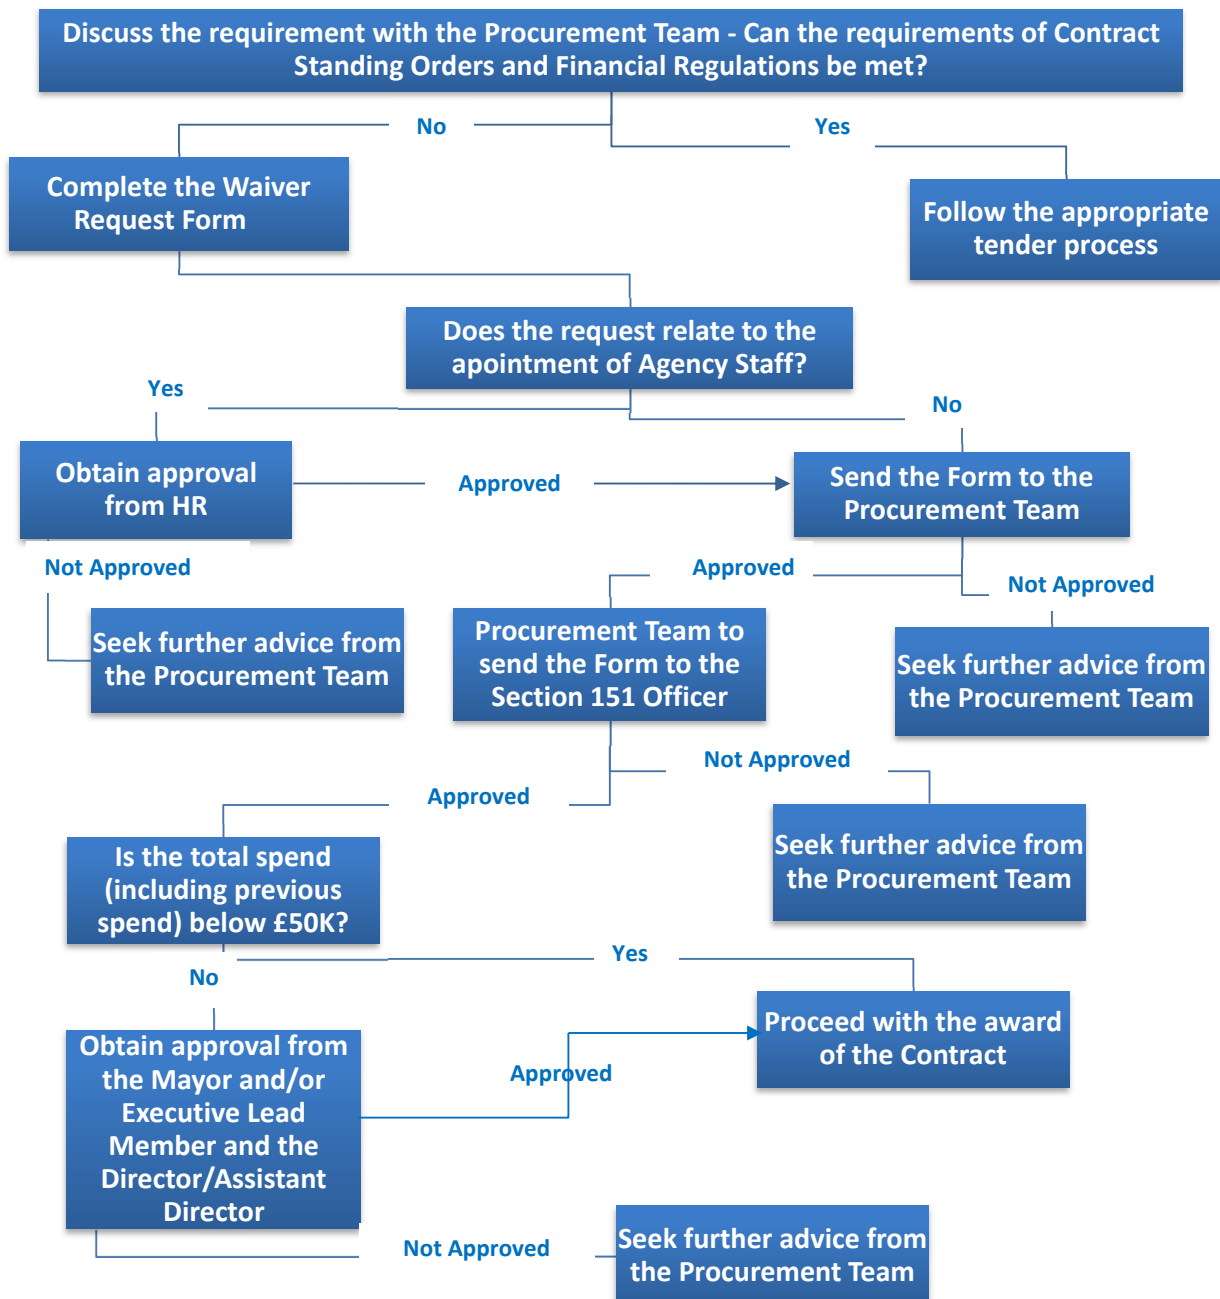 Discuss the requirement with the Procurement Team - Can the requirements of Contract
Standing Orders and Financial Regulations be met?
No
Yes
Complete the Waiver
Request Form
Follow the appropriate
tender process
Does the request relate to the
apointment of Agency Staff?
Yes
No
Obtain approval
from HR
Approved
Send the Form to the
Procurement Team
Not Approved
Approved
Not Approved
Seek further advice from
the Procurement Team
Procurement Team to
send the Form to the
Section 151 Officer
Seek further advice from
the Procurement Team
Not Approved
Approved
Seek further advice from
the Procurement Team
Is the total spend
(including previous
spend) below £50K?
Yes
No
Proceed with the award
of the Contract
Obtain approval from
the Mayor and/or
Executive Lead
Member and the
Director/Assistant
Director
Approved
Not Approved
Seek further advice from
the Procurement Team